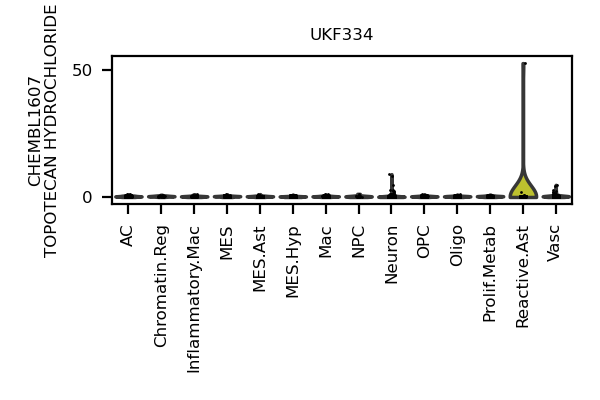 UKF334
CHEMBL1607
TOPOTECAN HYDROCHLORIDE
50
0
AC
Chromatin.Reg
Inflammatory.Mac
MES
MES.Ast
MES.Hyp
Mac
NPC
Neuron
OPC
Oligo
Prolif.Metab
Reactive.Ast
Vasc